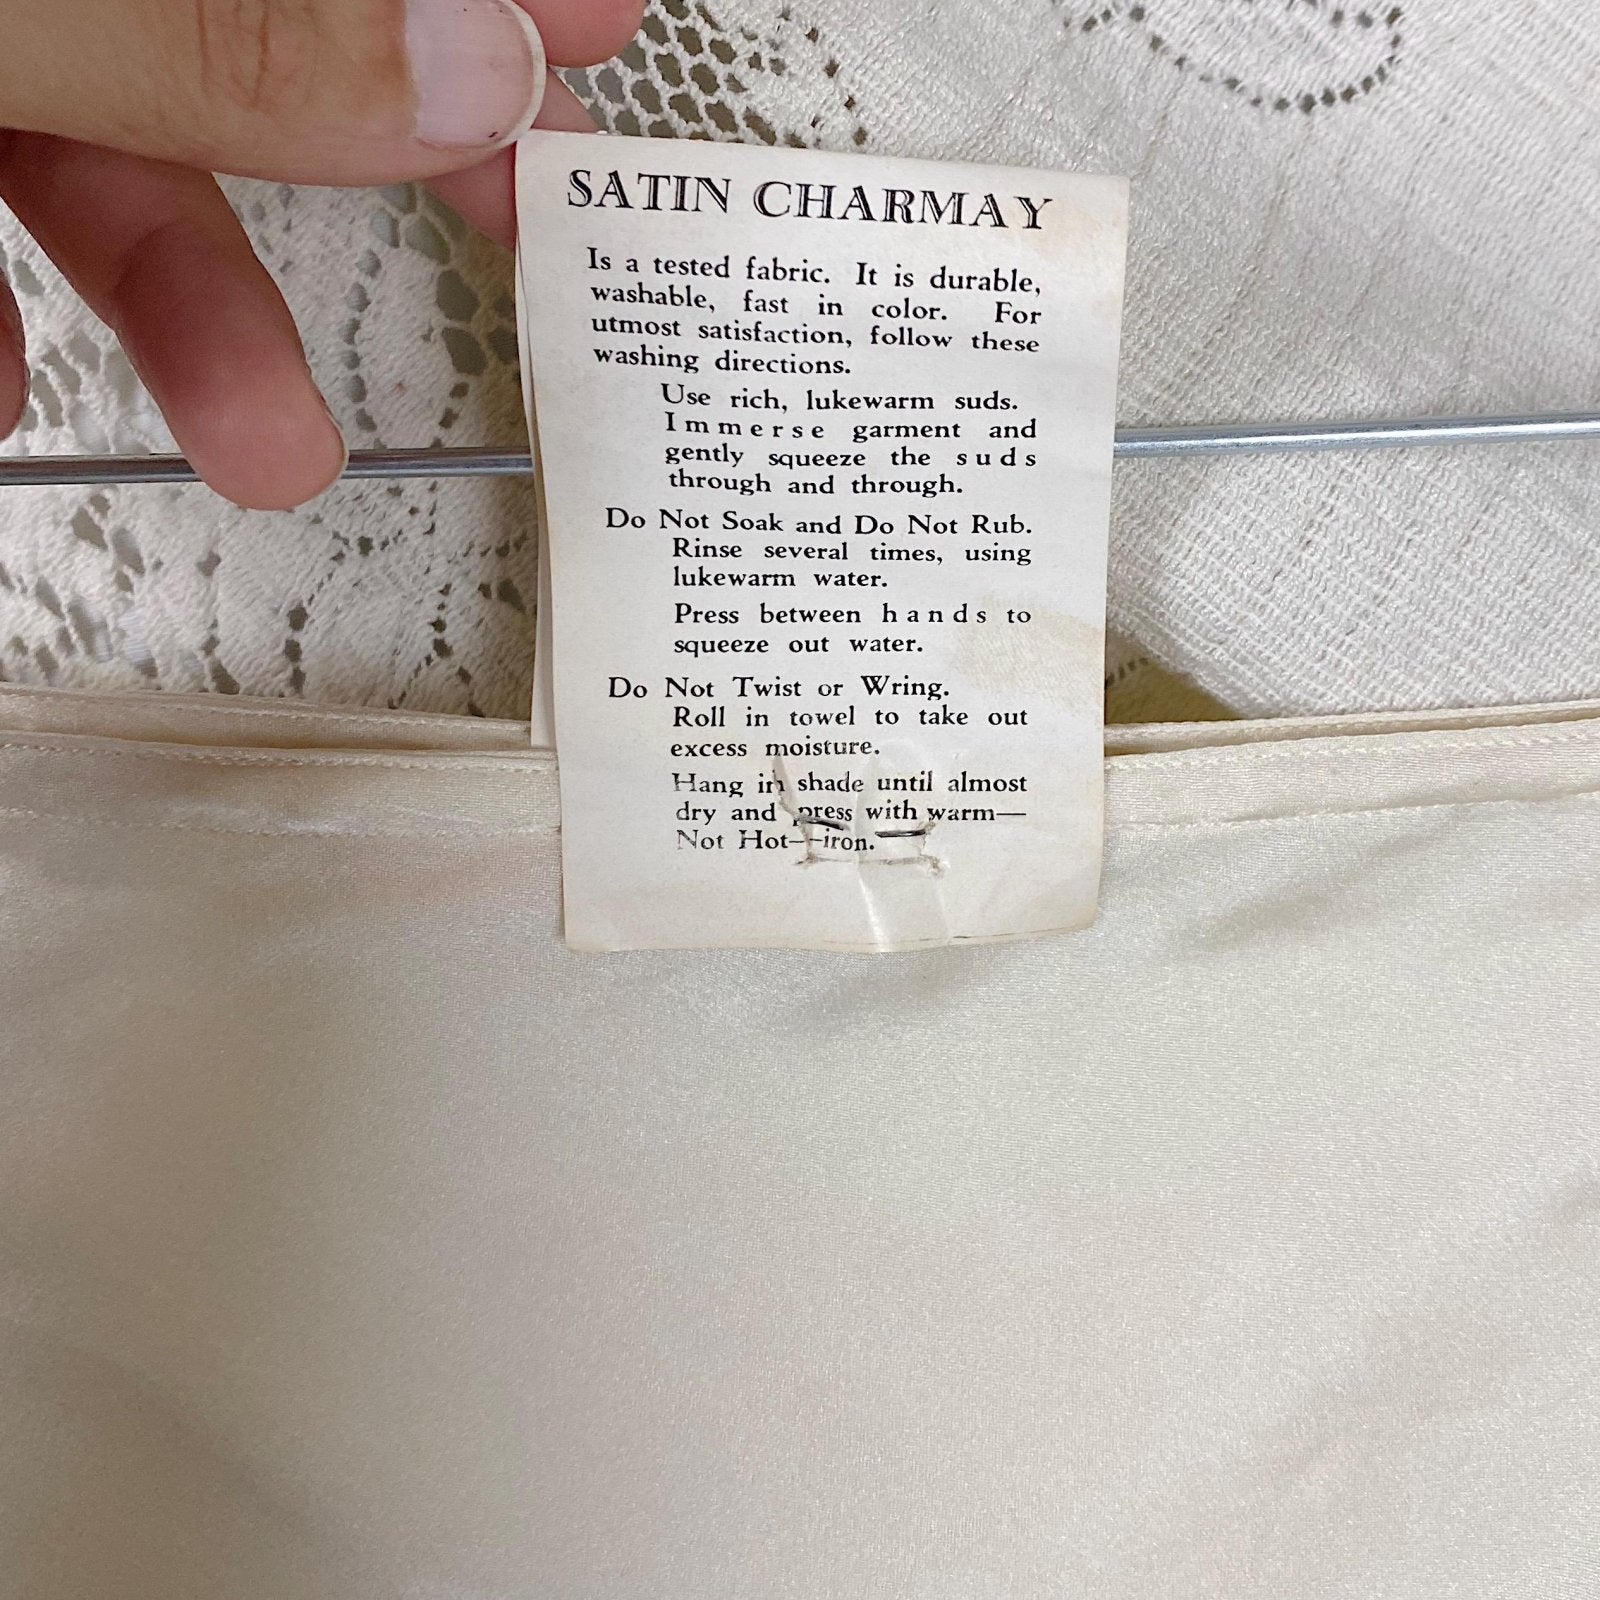 SATIN CHARMAY
Is a tested fabric. It is durable,
washable, fast in color. For
utmost satisfaction, follow these
washing directions.
Use rich, lukewarm suds.
Immerse garment and
gently squeeze the suds
through and through.
Do Not Soak and Do Not Rub.
Rinse several times, using
lukewarm water.
Press between hands to
squeeze out water.
Do Not Twist or Wring.
Roll in towel to take out
excess moisture.
Hang in shade until almost
dry and press with warm—
Not Hot—iron.